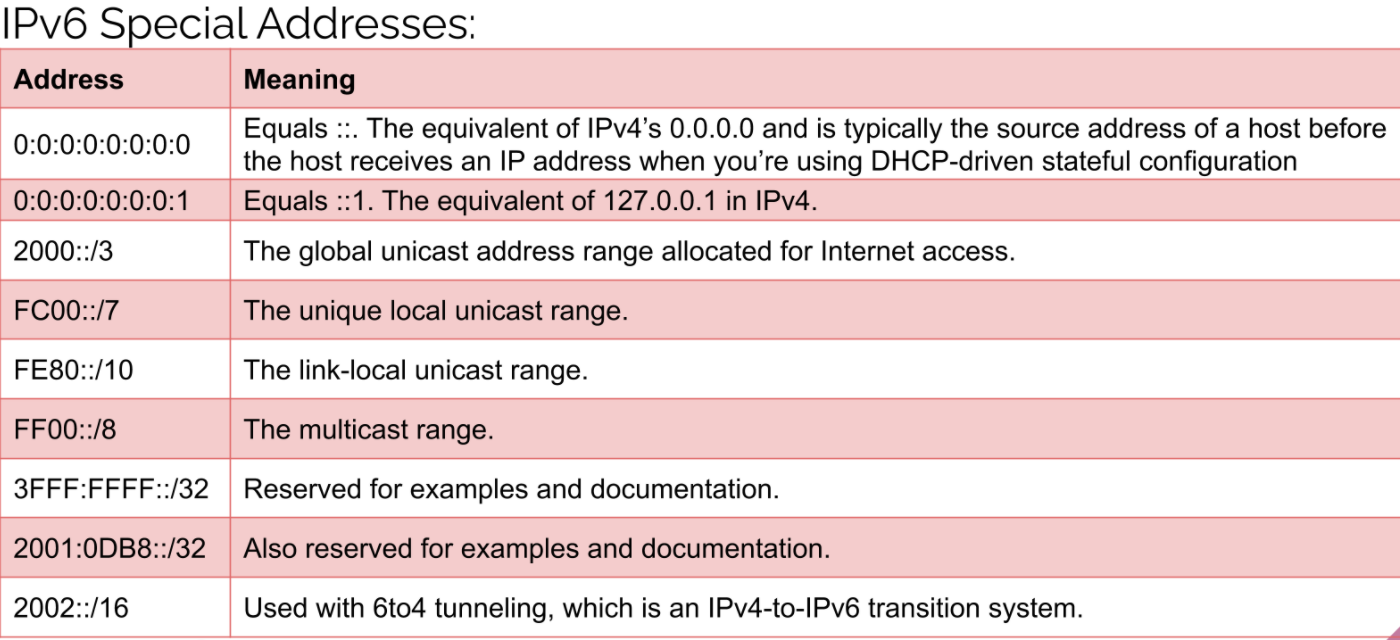 IPv6 Special Addresses:
Address Meaning
0:0:0:0:0:0:0:0 Equals ::. The equivalent of IPv4’s 0.0.0.0 and is typically the source address of a host before
the host receives an IP address when you’re using DHCP-driven stateful configuration
0:0:0:0:0:0:0:1 Equals ::1. The equivalent of 127.0.0.1 in IPv4.
2000::/3 The global unicast address range allocated for Internet access.
FC00::/7 The unique local unicast range.
FE80::/10 The link-local unicast range.
FF00::/8 The multicast range.
3FFF:FFFF::/32 Reserved for examples and documentation.
2001:0DB8::/32 Also reserved for examples and documentation.
2002::/16 Used with 6to4 tunneling, which is an IPv4-to-IPv6 transition system.